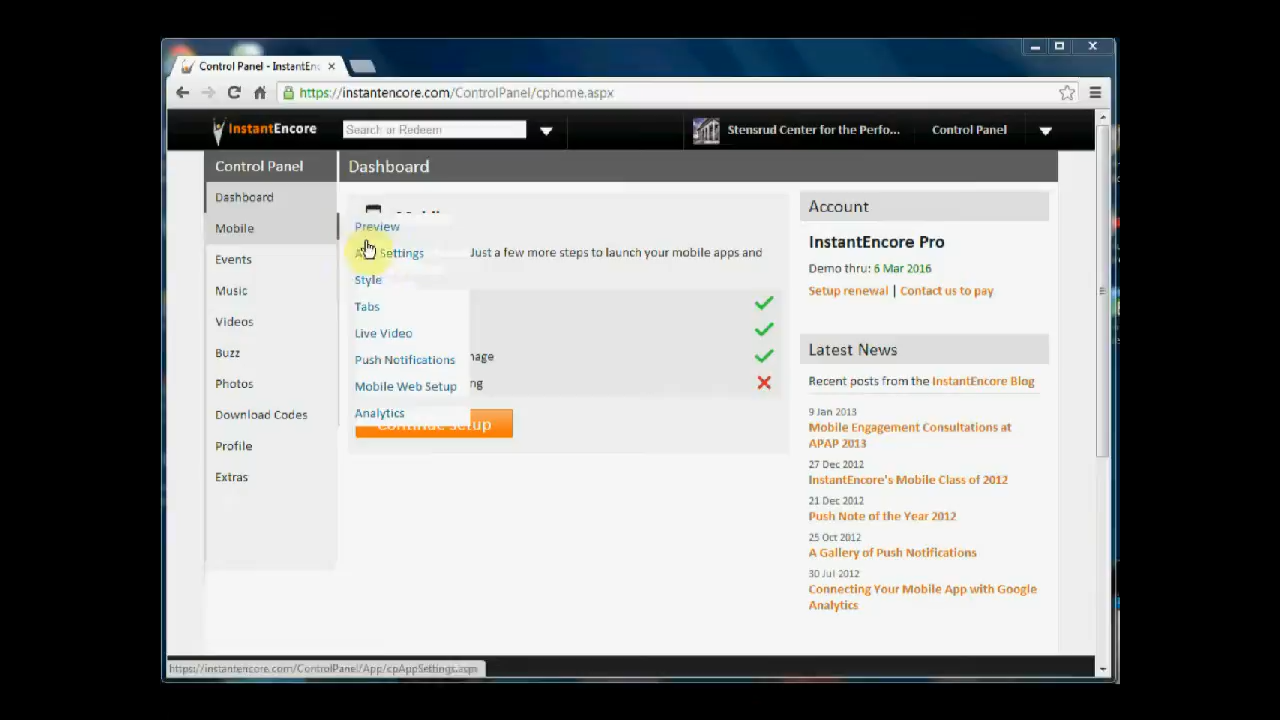 Control Panel - InstantEnc
https://instantencore.com/ControlPanel/cphome.aspx
InstantEncore
Search or Redeem
Stensrud Center for the Perfo...
Control Panel
Control Panel
Dashboard
Mobile
Events
Music
Videos
Buzz
Photos
Download Codes
Profile
Extras
Dashboard
Preview
Settings
Just a few more steps to launch your mobile apps and
Style
Tabs
Live Video
Push Notifications
Mobile Web Setup
Analytics
Continue setup
Account
InstantEncore Pro
Demo thru: 6 Mar 2016
Setup renewal | Contact us to pay
Latest News
Recent posts from the InstantEncore Blog
9 Jan 2013
Mobile Engagement Consultations at
APAP 2013
27 Dec 2012
InstantEncore's Mobile Class of 2012
21 Dec 2012
Push Note of the Year 2012
25 Oct 2012
A Gallery of Push Notifications
30 Jul 2012
Connecting Your Mobile App with Google
Analytics
https://instantencore.com/ControlPanel/App/cpAppSettings.aspx